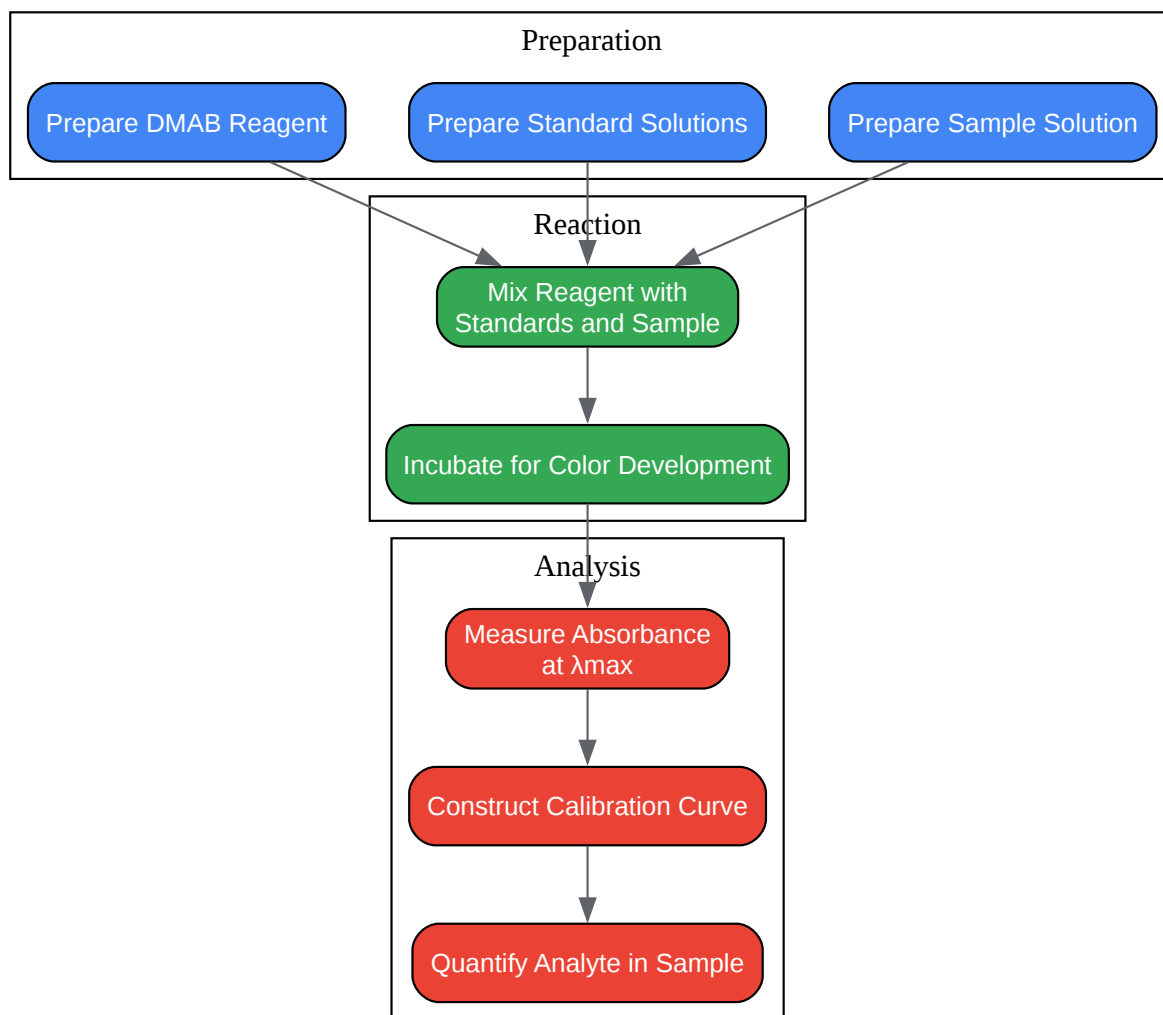 Preparation
Prepare DMAB Reagent
Prepare Standard Solutions
Prepare Sample Solution
Reaction
Mix Reagent with
Standards and Sample
Incubate for Color Development
Analysis
Measure Absorbance
at λmax
Construct Calibration Curve
Quantify Analyte in Sample